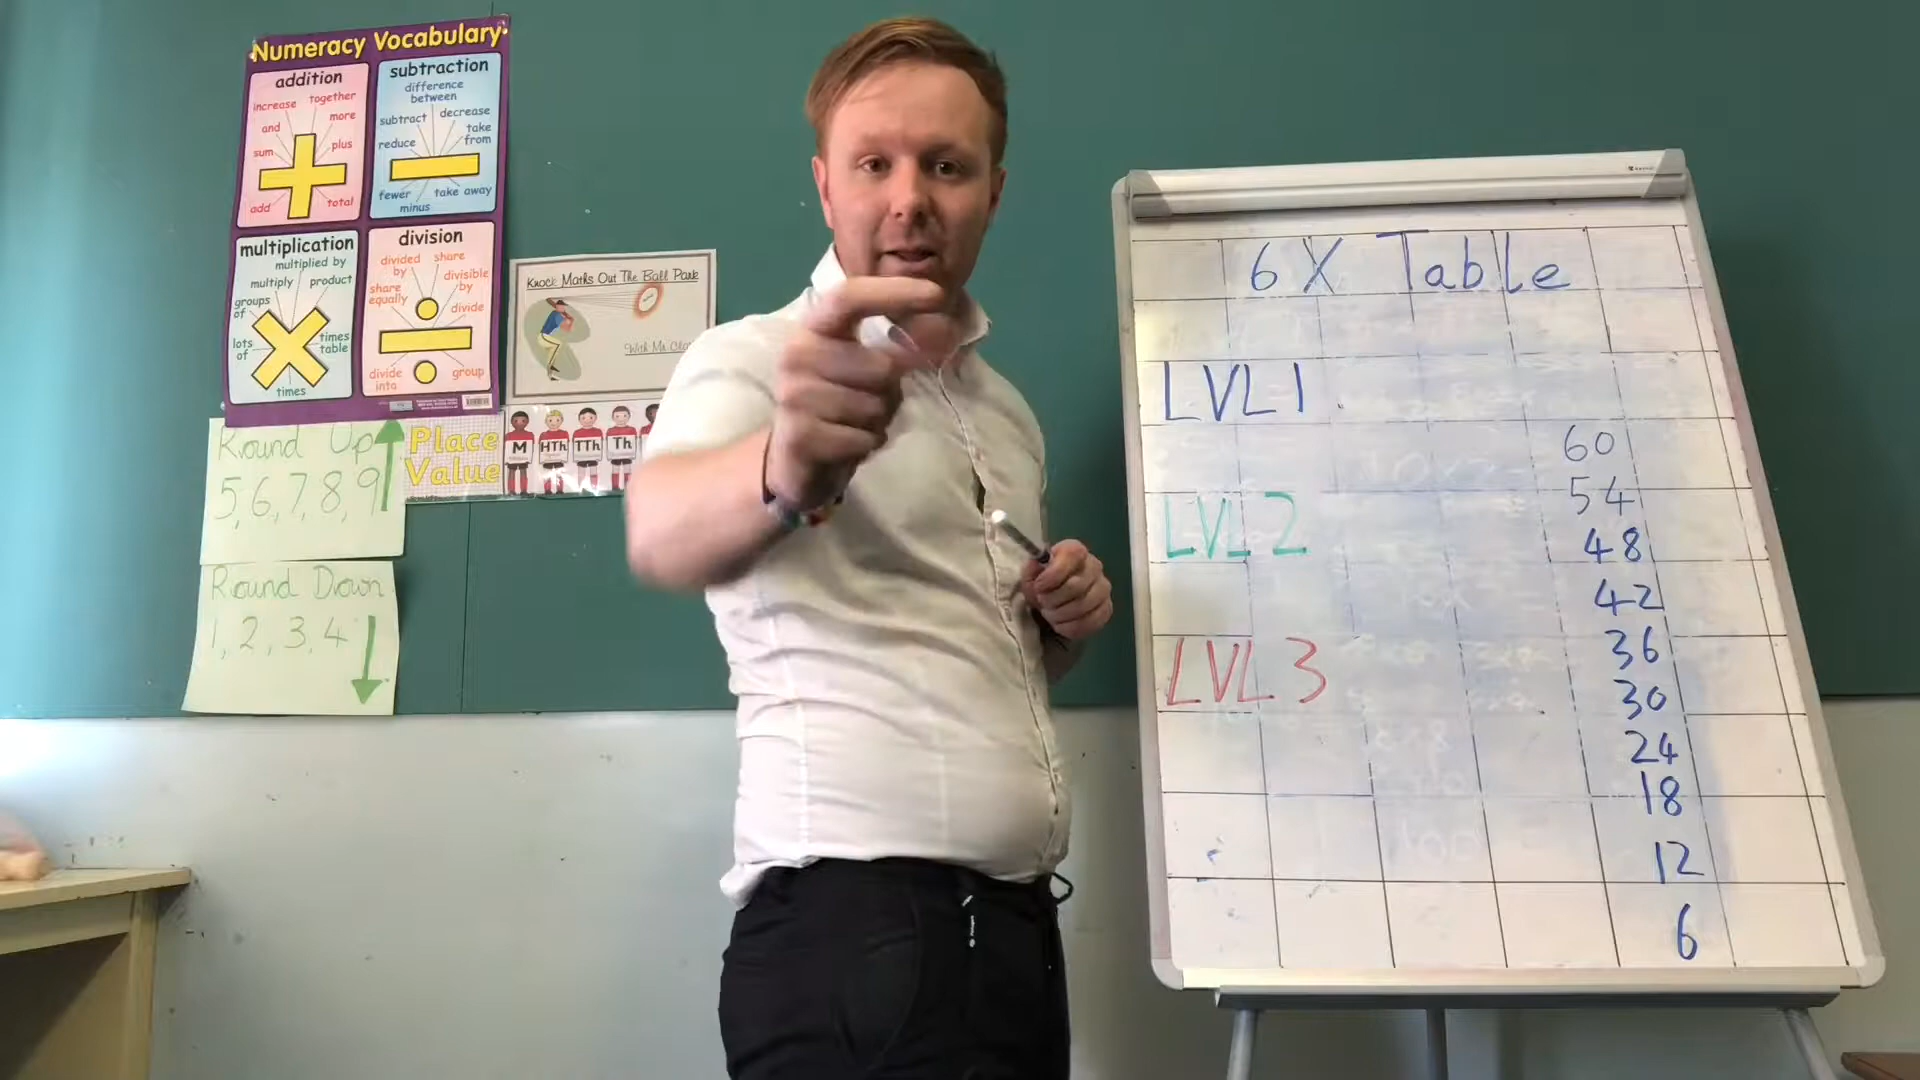 Numeracy Vocabulary
addition
increase
together
and
more
sum
plus
add
total
subtraction
difference
between
subtract
decrease
reduce
take
from
fewer
take away
minus
multiplication
multiplied by
multiply
product
groups
of
lots
of
times
table
times
division
divided
by
share
share
equally
divisible
by
divide
divide
into
group
Knock Maths Out The Ball Park
With Mr
Round Up
5, 6, 7, 8, 9
Place
Value
M
HTh
TTh
Th
Round Down
1, 2, 3, 4
6 X Table
LVL 1
LVL 2
LVL 3
60
54
48
42
36
30
24
18
12
6